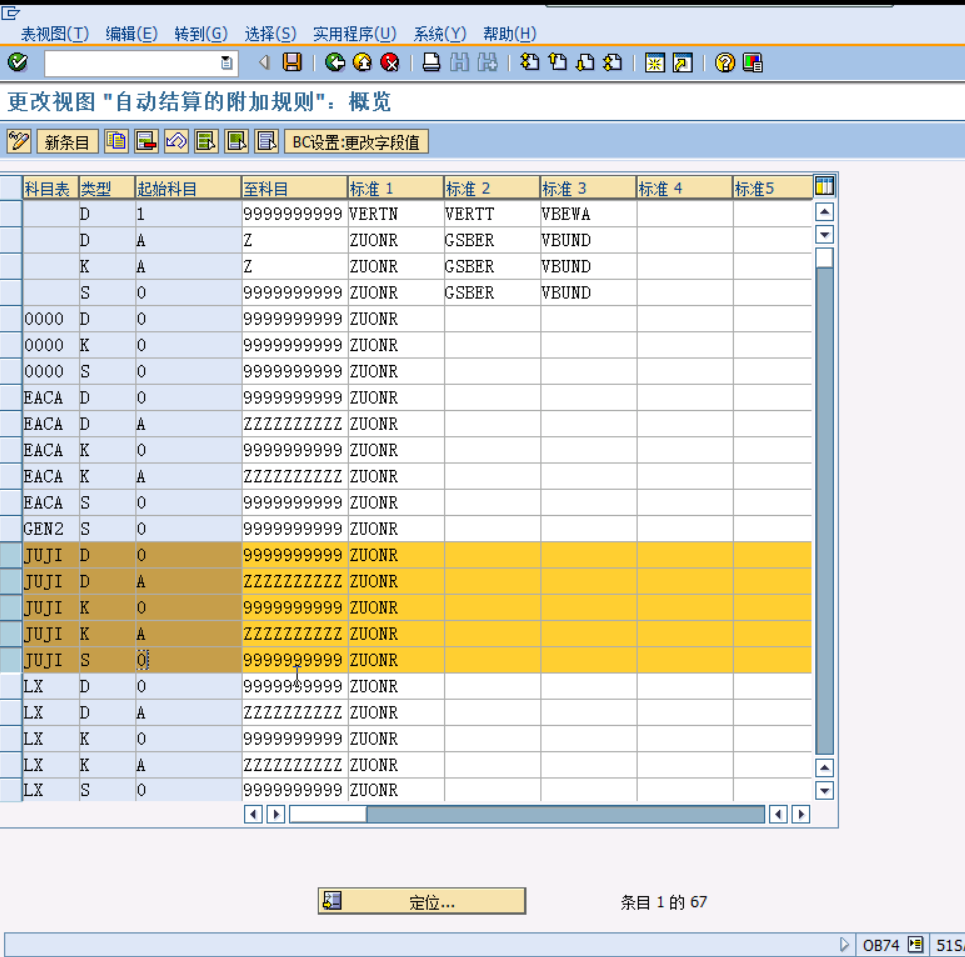 表视图(T) 编辑(E) 转到(G) 选择(S) 实用程序(U) 系统(Y) 帮助(H)
更改视图 "自动结算的附加规则": 概览
新条目 BC设置:更改字段值
科目表 类型 起始科目 至科目 标准 1 标准 2 标准 3 标准 4 标准5
D 1 9999999999 VERTN VERTT VBEWA
D A Z ZUONR GSBER VBUND
K A Z ZUONR GSBER VBUND
S 0 9999999999 ZUONR GSBER VBUND
0000 D 0 9999999999 ZUONR
0000 K 0 9999999999 ZUONR
0000 S 0 9999999999 ZUONR
EACA D 0 9999999999 ZUONR
EACA D A ZZZZZZZZZZ ZUONR
EACA K 0 9999999999 ZUONR
EACA K A ZZZZZZZZZZ ZUONR
EACA S 0 9999999999 ZUONR
GEN2 S 0 9999999999 ZUONR
JUJI D 0 9999999999 ZUONR
JUJI D A ZZZZZZZZZZ ZUONR
JUJI K 0 9999999999 ZUONR
JUJI K A ZZZZZZZZZZ ZUONR
JUJI S 0 9999999999 ZUONR
LX D 0 9999999999 ZUONR
LX D A ZZZZZZZZZZ ZUONR
LX K 0 9999999999 ZUONR
LX K A ZZZZZZZZZZ ZUONR
LX S 0 9999999999 ZUONR
定位... 条目 1 的 67
OB74 51S